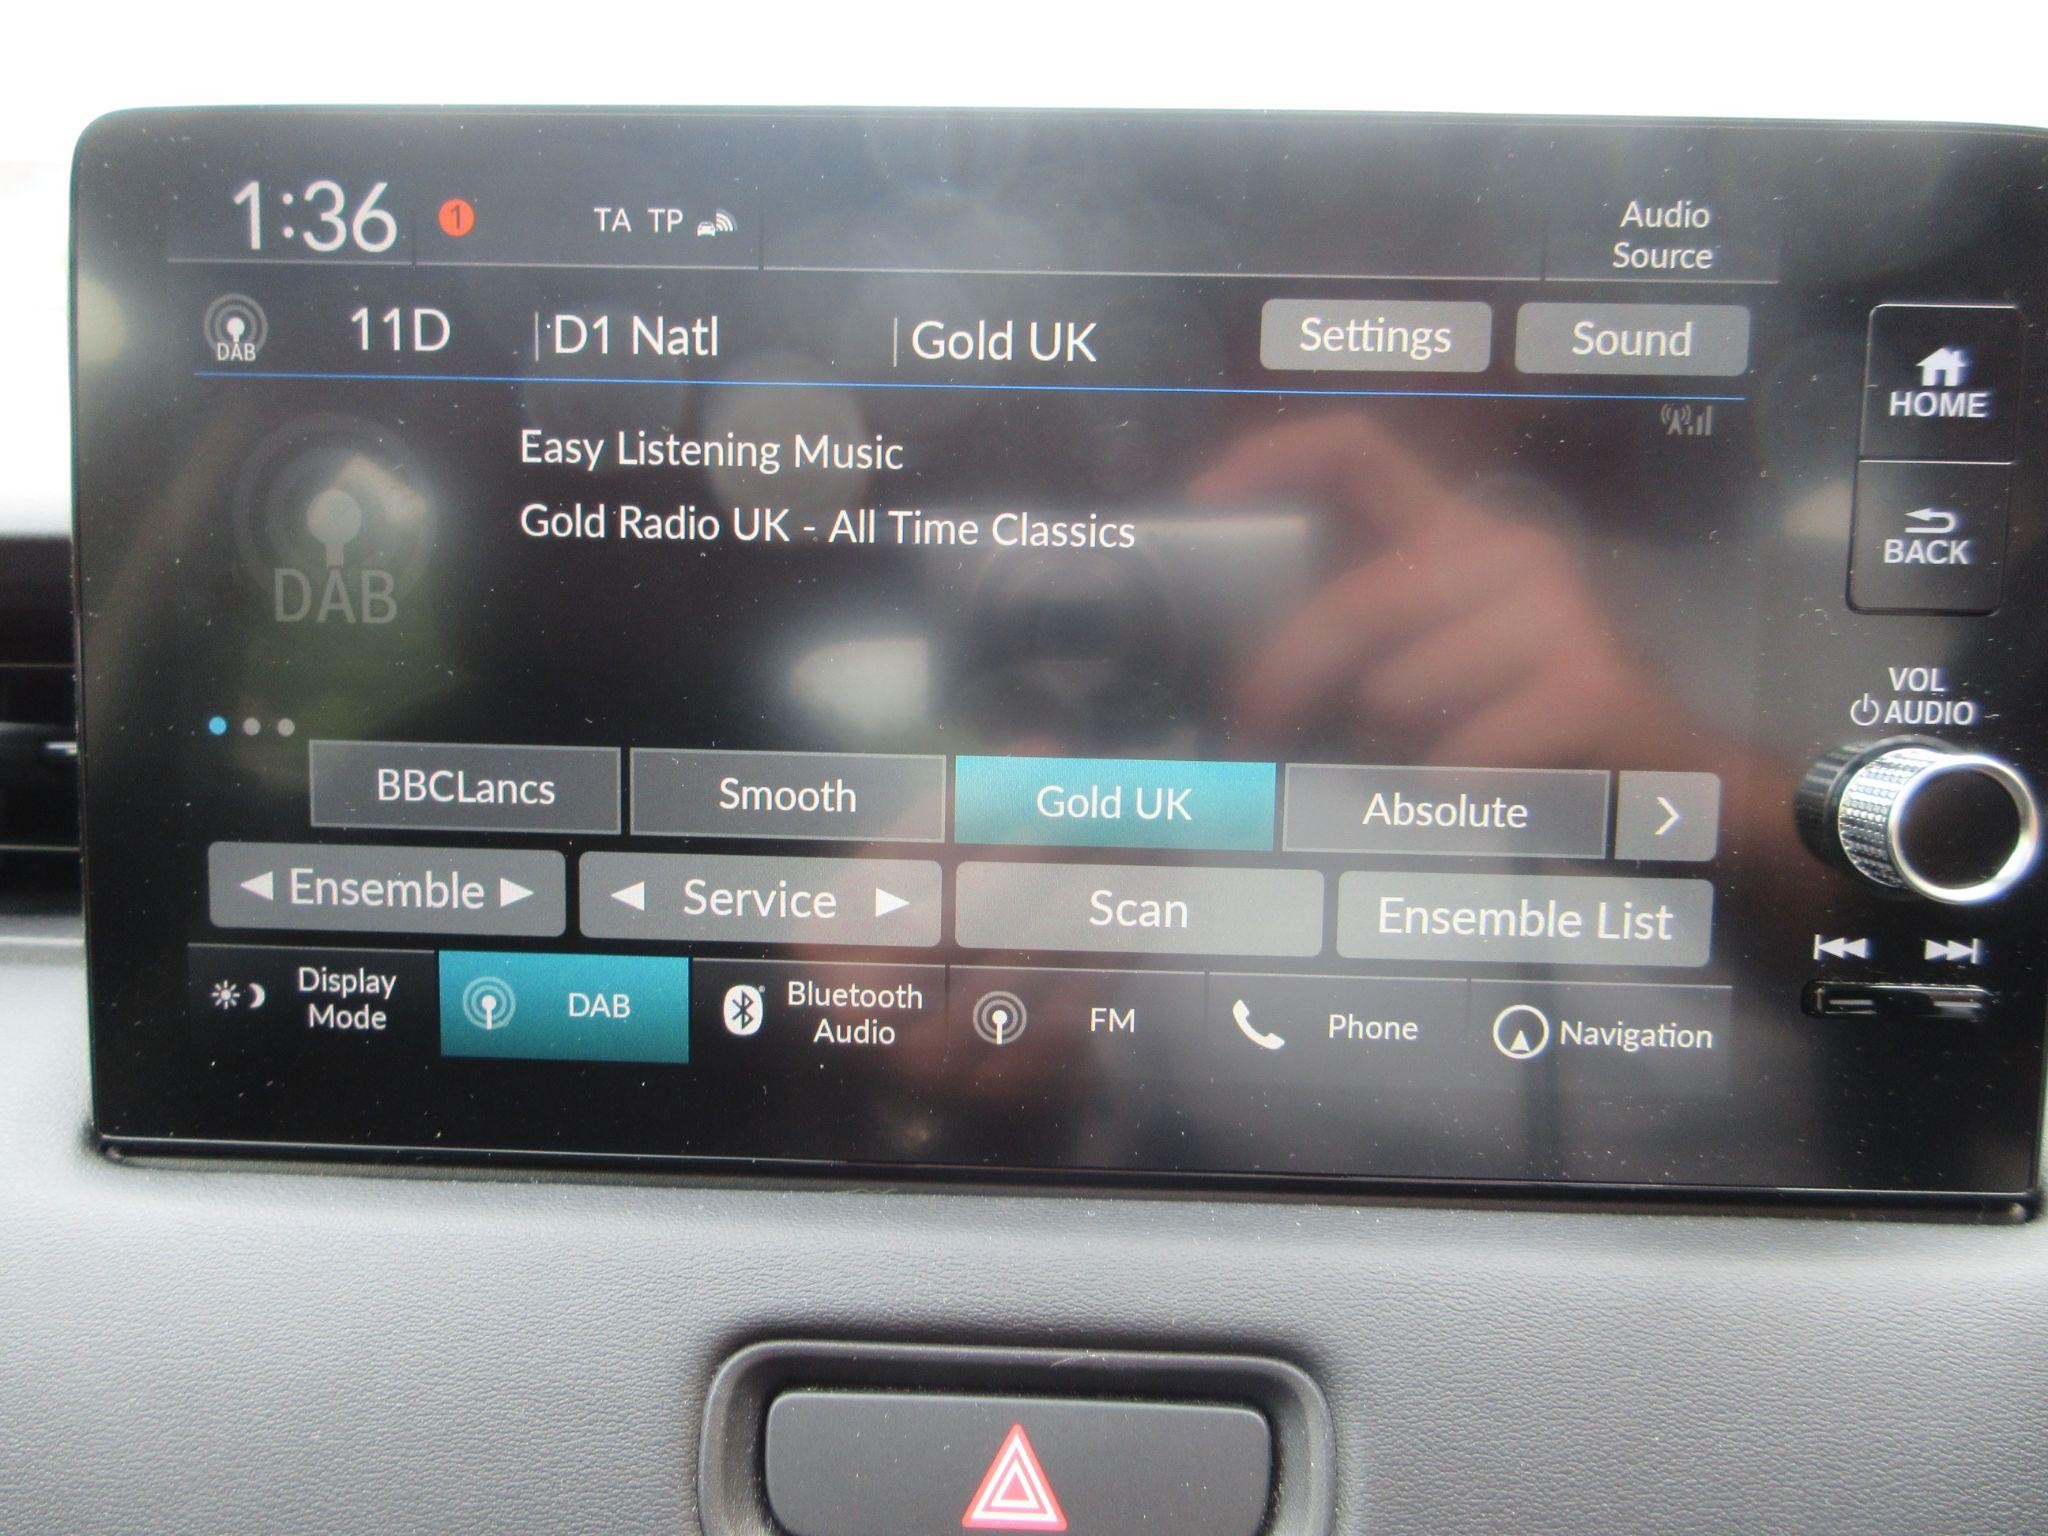 1:36
1
TA TP
Audio
Source
DAB
11D
D1 Natl
Gold UK
Settings
Sound
Easy Listening Music
Gold Radio UK - All Time Classics
DAB
BBCLancs
Smooth
Gold UK
Absolute
Ensemble
Service
Scan
Ensemble List
Display
Mode
DAB
Bluetooth
Audio
FM
Phone
Navigation
HOME
BACK
VOL
AUDIO